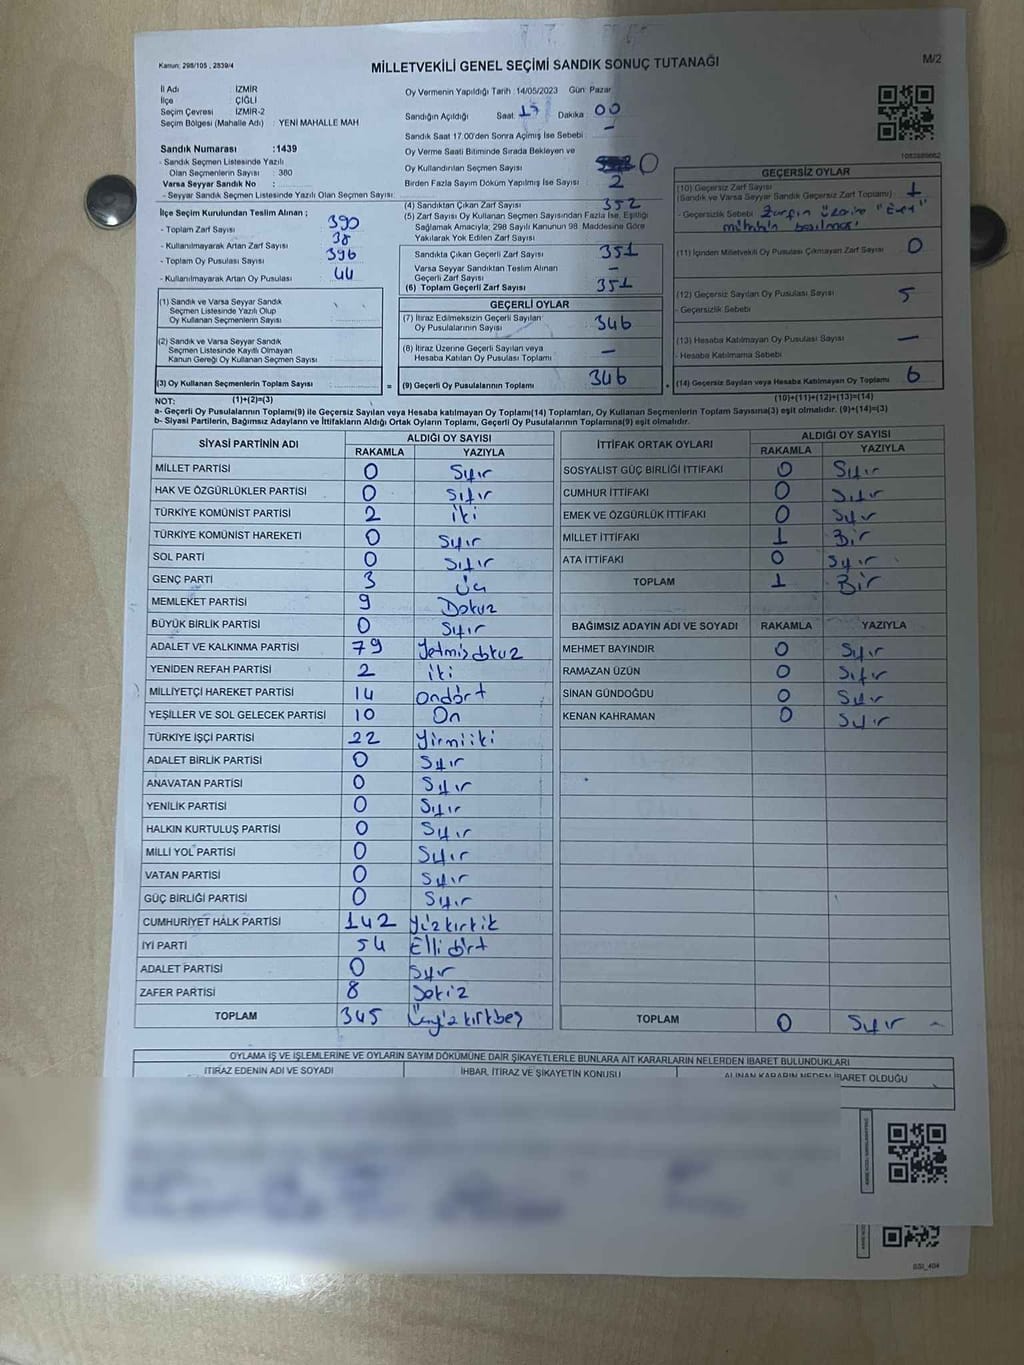 Kanun: 298/105 , 2839/4
MİLLETVEKİLİ GENEL SEÇİMİ SANDIK SONUÇ TUTANAĞI
M/2
İl Adı : İZMİR
İlçe : ÇİĞLİ
Seçim Çevresi : İZMİR-2
Seçim Bölgesi (Mahalle Adı) : YENİ MAHALLE MAH
Sandık Numarası :1439
- Sandık Seçmen Listesinde Yazılı
Olan Seçmenlerin Sayısı : 380
Varsa Seyyar Sandık No :
- Seyyar Sandık Seçmen Listesinde Yazılı Olan Seçmen Sayısı:
İlçe Seçim Kurulundan Teslim Alınan ;
- Toplam Zarf Sayısı 390
- Kullanılmayarak Artan Zarf Sayısı 38
- Toplam Oy Pusulası Sayısı 396
- Kullanılmayarak Artan Oy Pusulası 44
(1) Sandık ve Varsa Seyyar Sandık
Seçmen Listesinde Yazılı Olup
Oy Kullanan Seçmenlerin Sayısı
(2) Sandık ve Varsa Seyyar Sandık
Seçmen Listesinde Kayıtlı Olmayan
Kanun Gereği Oy Kullanan Seçmen Sayısı
(3) Oy Kullanan Seçmenlerin Toplam Sayısı =
Oy Vermenin Yapıldığı Tarih :14/05/2023 Gün: Pazar
Sandığın Açıldığı Saat 17 Dakika 00
Sandık Saat 17.00'den Sonra Açılmış İse Sebebi –
Oy Verme Saati Bitiminde Sırada Bekleyen ve
Oy Kullandırılan Seçmen Sayısı 0
Birden Fazla Sayım Döküm Yapılmış İse Sayısı 2
(4) Sandıktan Çıkan Zarf Sayısı 352
(5) Zarf Sayısı Oy Kullanan Seçmen Sayısından Fazla İse, Eşitliği
Sağlamak Amacıyla; 298 Sayılı Kanunun 98 Maddesine Göre
Yakılarak Yok Edilen Zarf Sayısı
Sandıkta Çıkan Geçerli Zarf Sayısı 351
Varsa Seyyar Sandıktan Teslim Alınan
Geçerli Zarf Sayısı –
(6) Toplam Geçerli Zarf Sayısı 351
GEÇERLİ OYLAR
(7) İtiraz Edilmeksizin Geçerli Sayılan
Oy Pusulalarının Sayısı 346
(8) İtiraz Üzerine Geçerli Sayılan veya
Hesaba Katılan Oy Pusulası Toplamı –
(9) Geçerli Oy Pusulalarının Toplamı 346
1082889662
GEÇERSİZ OYLAR
(10) Geçersiz Zarf Sayısı 1
(Sandık ve Varsa Seyyar Sandık Geçersiz Zarf Toplamı)
- Geçersizlik Sebebi Zarfın üzerine "Evet"
mührünün basılması
(11) İçinden Milletvekili Oy Pusulası Çıkmayan Zarf Sayısı 0
(12) Geçersiz Sayılan Oy Pusulası Sayısı 5
- Geçersizlik Sebebi
(13) Hesaba Katılmayan Oy Pusulası Sayısı –
- Hesaba Katılmama Sebebi
(14) Geçersiz Sayılan veya Hesaba Katılmayan Oy Toplamı 6
NOT: (1)+(2)=(3) (10)+(11)+(12)+(13)=(14)
a- Geçerli Oy Pusulalarının Toplamı(9) ile Geçersiz Sayılan veya Hesaba katılmayan Oy Toplamı(14) Toplamları, Oy Kullanan Seçmenlerin Toplam Sayısına(3) eşit olmalıdır. (9)+(14)=(3)
b- Siyasi Partilerin, Bağımsız Adayların ve İttifakların Aldığı Ortak Oyların Toplamı, Geçerli Oy Pusulalarının Toplamına(9) eşit olmalıdır.
SİYASİ PARTİNİN ADI ALDIĞI OY SAYISI
RAKAMLA YAZIYLA
MİLLET PARTİSİ 0 Sıfır
HAK VE ÖZGÜRLÜKLER PARTİSİ 0 Sıfır
TÜRKİYE KOMÜNİST PARTİSİ 2 iki
TÜRKİYE KOMÜNİST HAREKETİ 0 Sıfır
SOL PARTİ 0 Sıfır
GENÇ PARTİ 3 Üç
MEMLEKET PARTİSİ 9 Dokuz
BÜYÜK BİRLİK PARTİSİ 0 Sıfır
ADALET VE KALKINMA PARTİSİ 79 Yetmişdokuz
YENİDEN REFAH PARTİSİ 2 iki
MİLLİYETÇİ HAREKET PARTİSİ 14 Ondört
YEŞİLLER VE SOL GELECEK PARTİSİ 10 On
TÜRKİYE İŞÇİ PARTİSİ 22 Yirmiiki
ADALET BİRLİK PARTİSİ 0 Sıfır
ANAVATAN PARTİSİ 0 Sıfır
YENİLİK PARTİSİ 0 Sıfır
HALKIN KURTULUŞ PARTİSİ 0 Sıfır
MİLLİ YOL PARTİSİ 0 Sıfır
VATAN PARTİSİ 0 Sıfır
GÜÇ BİRLİĞİ PARTİSİ 0 Sıfır
CUMHURİYET HALK PARTİSİ 142 Yüzkırkik
İYİ PARTİ 54 Ellidört
ADALET PARTİSİ 0 Sıfır
ZAFER PARTİSİ 8 Sekiz
TOPLAM 345 Üçyüzkırkbeş
İTTİFAK ORTAK OYLARI ALDIĞI OY SAYISI
RAKAMLA YAZIYLA
SOSYALİST GÜÇ BİRLİĞİ İTTİFAKI 0 Sıfır
CUMHUR İTTİFAKI 0 Sıfır
EMEK VE ÖZGÜRLÜK İTTİFAKI 0 Sıfır
MİLLET İTTİFAKI 1 Bir
ATA İTTİFAKI 0 Sıfır
TOPLAM 1 Bir
BAĞIMSIZ ADAYIN ADI VE SOYADI RAKAMLA YAZIYLA
MEHMET BAYINDIR 0 Sıfır
RAMAZAN ÜZÜN 0 Sıfır
SİNAN GÜNDOĞDU 0 Sıfır
KENAN KAHRAMAN 0 Sıfır
TOPLAM 0 Sıfır
OYLAMA İŞ VE İŞLEMLERİNE VE OYLARIN SAYIM DÖKÜMÜNE DAİR ŞİKAYETLERLE BUNLARA AİT KARARLARIN NELERDEN İBARET BULUNDUKLARI
İTİRAZ EDENİN ADI VE SOYADI İHBAR, İTİRAZ VE ŞİKAYETİN KONUSU ALINAN KARARIN NEDEN İBARET OLDUĞU
SSI_404